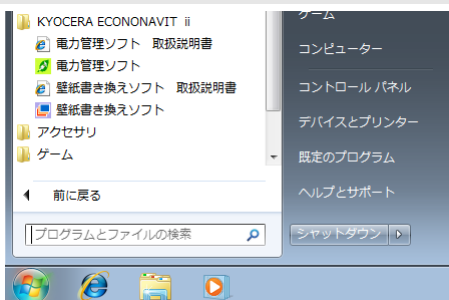 KYOCERA ECONONAVIT ii
電力管理ソフト 取扱説明書
電力管理ソフト
壁紙書き換えソフト 取扱説明書
壁紙書き換えソフト
アクセサリ
ゲーム
前に戻る
プログラムとファイルの検索
ゲーム
コンピューター
コントロール パネル
デバイスとプリンター
既定のプログラム
ヘルプとサポート
シャットダウン